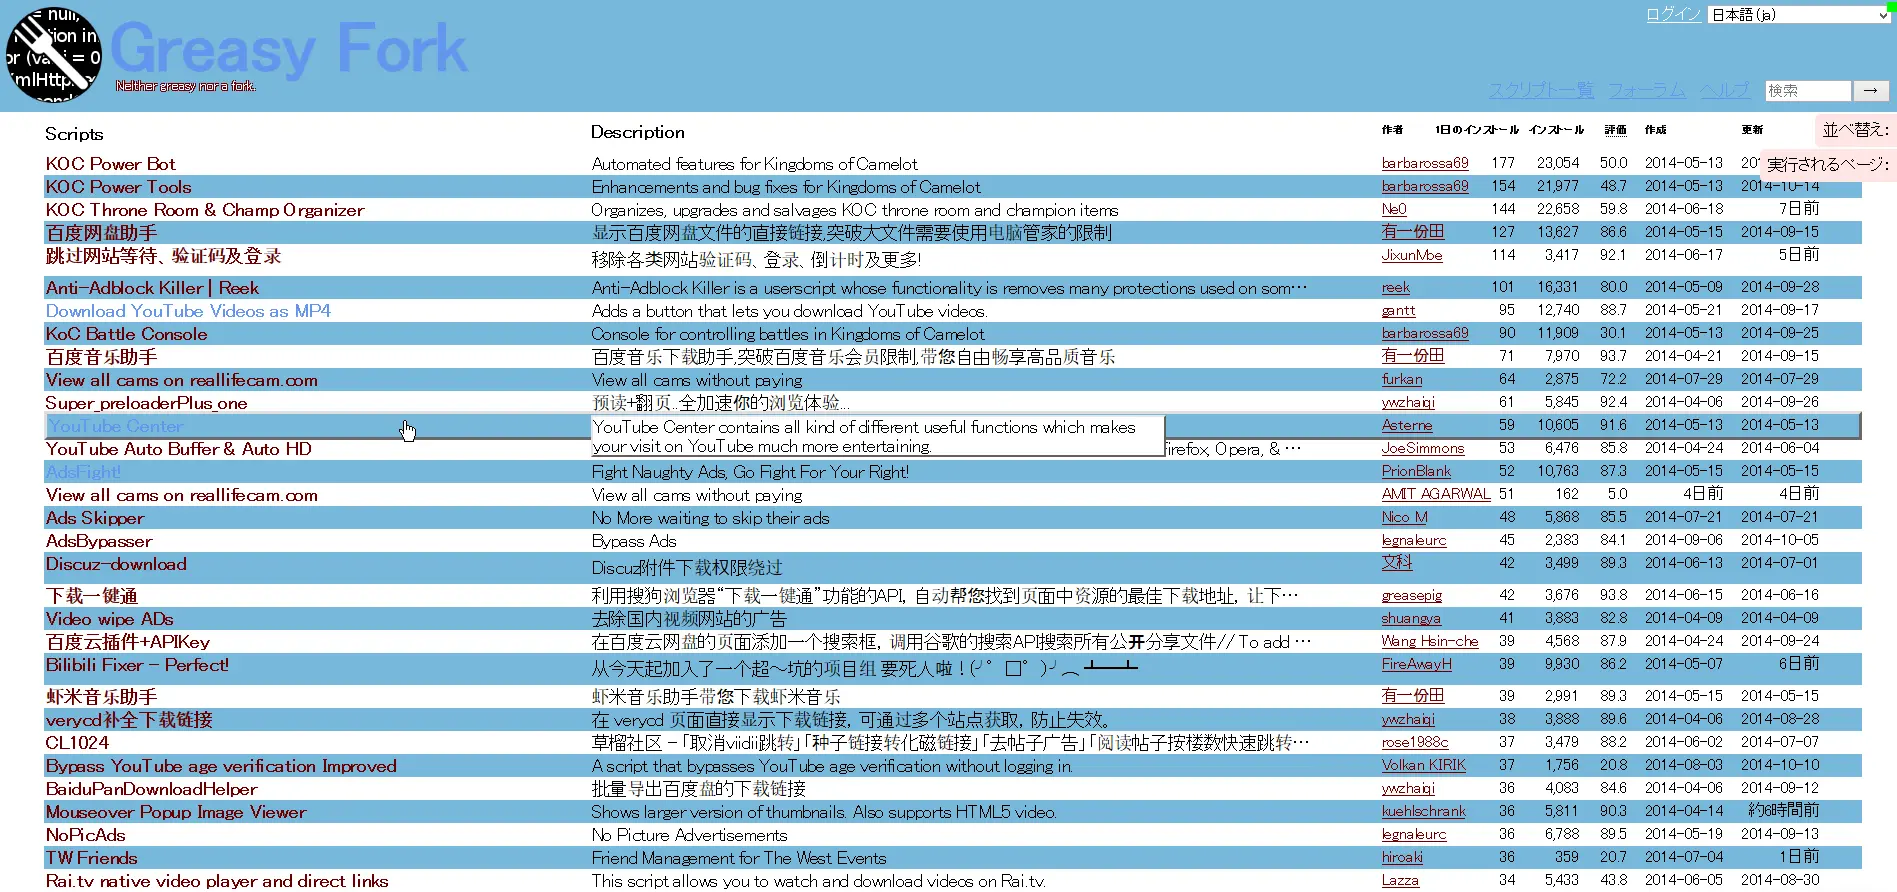 ログイン 日本語 (ja)
Greasy Fork
Neither greasy nor a fork.
スクリプト一覧 フォーラム ヘルプ 検索 →
Scripts Description 作者 1日のインストール インストール 評価 作成 更新 並べ替え:
実行されるページ:
KOC Power Bot Automated features for Kingdoms of Camelot barbarossa69 177 23,054 50.0 2014-05-13
KOC Power Tools Enhancements and bug fixes for Kingdoms of Camelot barbarossa69 154 21,977 48.7 2014-05-13 2014-10-14
KOC Throne Room & Champ Organizer Organizes, upgrades and salvages KOC throne room and champion items Ne0 144 22,658 59.8 2014-06-18 7日前
百度网盘助手 显示百度网盘文件的直接链接,突破大文件需要使用电脑管家的限制 有一份田 127 13,627 86.6 2014-05-15 2014-09-15
跳过网站等待、验证码及登录 移除各类网站验证码、登录、倒计时及更多! JixunMoe 114 3,417 92.1 2014-06-17 5日前
Anti-Adblock Killer | Reek Anti-Adblock Killer is a userscript whose functionality is removes many protections used on som… reek 101 16,331 80.0 2014-05-09 2014-09-28
Download YouTube Videos as MP4 Adds a button that lets you download YouTube videos. gantt 95 12,740 88.7 2014-05-21 2014-09-17
KoC Battle Console Console for controlling battles in Kingdoms of Camelot barbarossa69 90 11,909 30.1 2014-05-13 2014-09-25
百度音乐助手 百度音乐下载助手,突破百度音乐会员限制,带您自由畅享高品质音乐 有一份田 71 7,970 93.7 2014-04-21 2014-09-15
View all cams on reallifecam.com View all cams without paying furkan 64 2,875 72.2 2014-07-29 2014-07-29
Super_preloaderPlus_one 预读+翻页..全加速你的浏览体验... ywzhaiqi 61 5,845 92.4 2014-04-06 2014-09-26
YouTube Center YouTube Center contains all kind of different useful functions which makes your visit on YouTube much more entertaining. Asterne 59 10,605 91.6 2014-05-13 2014-05-13
YouTube Auto Buffer & Auto HD Firefox, Opera, & … JoeSimmons 53 6,476 85.8 2014-04-24 2014-06-04
AdsFight! Fight Naughty Ads, Go Fight For Your Right! PrionBlank 52 10,763 87.3 2014-05-15 2014-05-15
View all cams on reallifecam.com View all cams without paying AMIT AGARWAL 51 162 5.0 4日前 4日前
Ads Skipper No More waiting to skip their ads Nico M 48 5,868 85.5 2014-07-21 2014-07-21
AdsBypasser Bypass Ads legnaleurc 45 2,383 84.1 2014-09-06 2014-10-05
Discuz-download Discuz附件下载权限绕过 文科 42 3,499 89.3 2014-06-13 2014-07-01
下载一键通 利用搜狗浏览器“下载一键通”功能的API, 自动帮您找到页面中资源的最佳下载地址, 让下… greasepig 42 3,676 93.8 2014-06-15 2014-06-16
Video wipe ADs 去除国内视频网站的广告 shuangya 41 3,883 82.8 2014-04-09 2014-04-09
百度云插件+APIKey 在百度云网盘的页面添加一个搜索框, 调用谷歌的搜索API搜索所有公开分享文件// To add … Wang Hsin-che 39 4,568 87.9 2014-04-24 2014-09-24
Bilibili Fixer - Perfect! 从今天起加入了一个超～坑的项目组 要死人啦！(╯°□°)╯︵ ┻━┻ FireAwayH 39 9,930 86.2 2014-05-07 6日前
虾米音乐助手 虾米音乐助手带您下载虾米音乐 有一份田 39 2,991 89.3 2014-05-15 2014-05-15
verycd补全下载链接 在 verycd 页面直接显示下载链接, 可通过多个站点获取, 防止失效。 ywzhaiqi 38 3,888 89.6 2014-04-06 2014-08-28
CL1024 草榴社区 - ｢取消viidii跳转｣ ｢种子链接转化磁链接｣ ｢去帖子广告｣ ｢阅读帖子按楼数快速跳转… rose1988c 37 3,479 88.2 2014-06-02 2014-07-07
Bypass YouTube age verification Improved A script that bypasses YouTube age verification without logging in. Volkan KIRIK 37 1,756 20.8 2014-08-03 2014-10-10
BaiduPanDownloadHelper 批量导出百度盘的下载链接 ywzhaiqi 36 4,083 84.6 2014-04-06 2014-09-12
Mouseover Popup Image Viewer Shows larger version of thumbnails. Also supports HTML5 video. kuehlschrank 36 5,811 90.3 2014-04-14 約6時間前
NoPicAds No Picture Advertisements legnaleurc 36 6,788 89.5 2014-05-19 2014-09-13
TW Friends Friend Management for The West Events hiroaki 36 359 20.7 2014-07-04 1日前
Rai.tv native video player and direct links This script allows you to watch and download videos on Rai.tv. Lazza 34 5,433 43.8 2014-06-05 2014-08-30